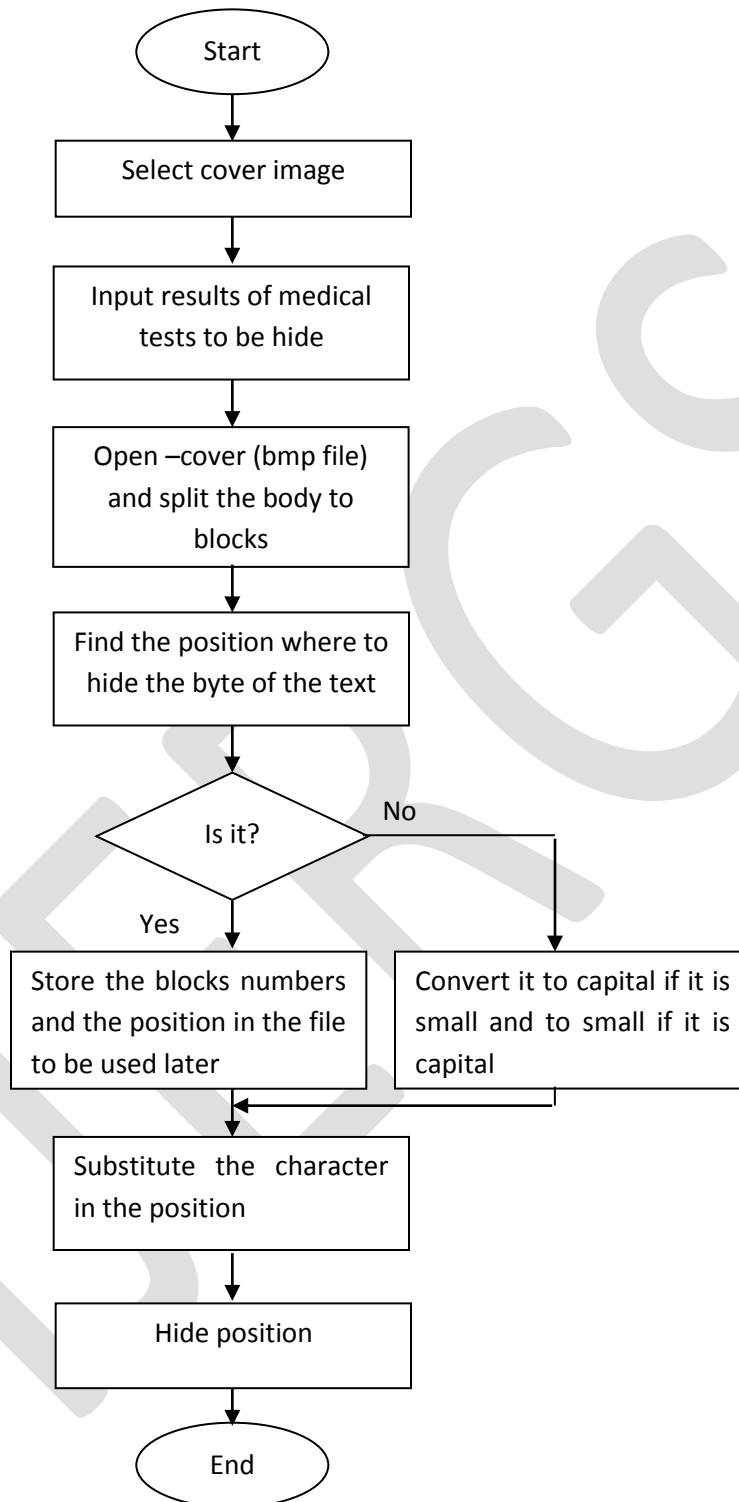 Start
Select cover image
Input results of medical
tests to be hide
Open –cover (bmp file)
and split the body to
blocks
Find the position where to
hide the byte of the text
Is it?
No
Yes
Store the blocks numbers
and the position in the file
to be used later
Convert it to capital if it is
small and to small if it is
capital
Substitute the character
in the position
Hide position
End